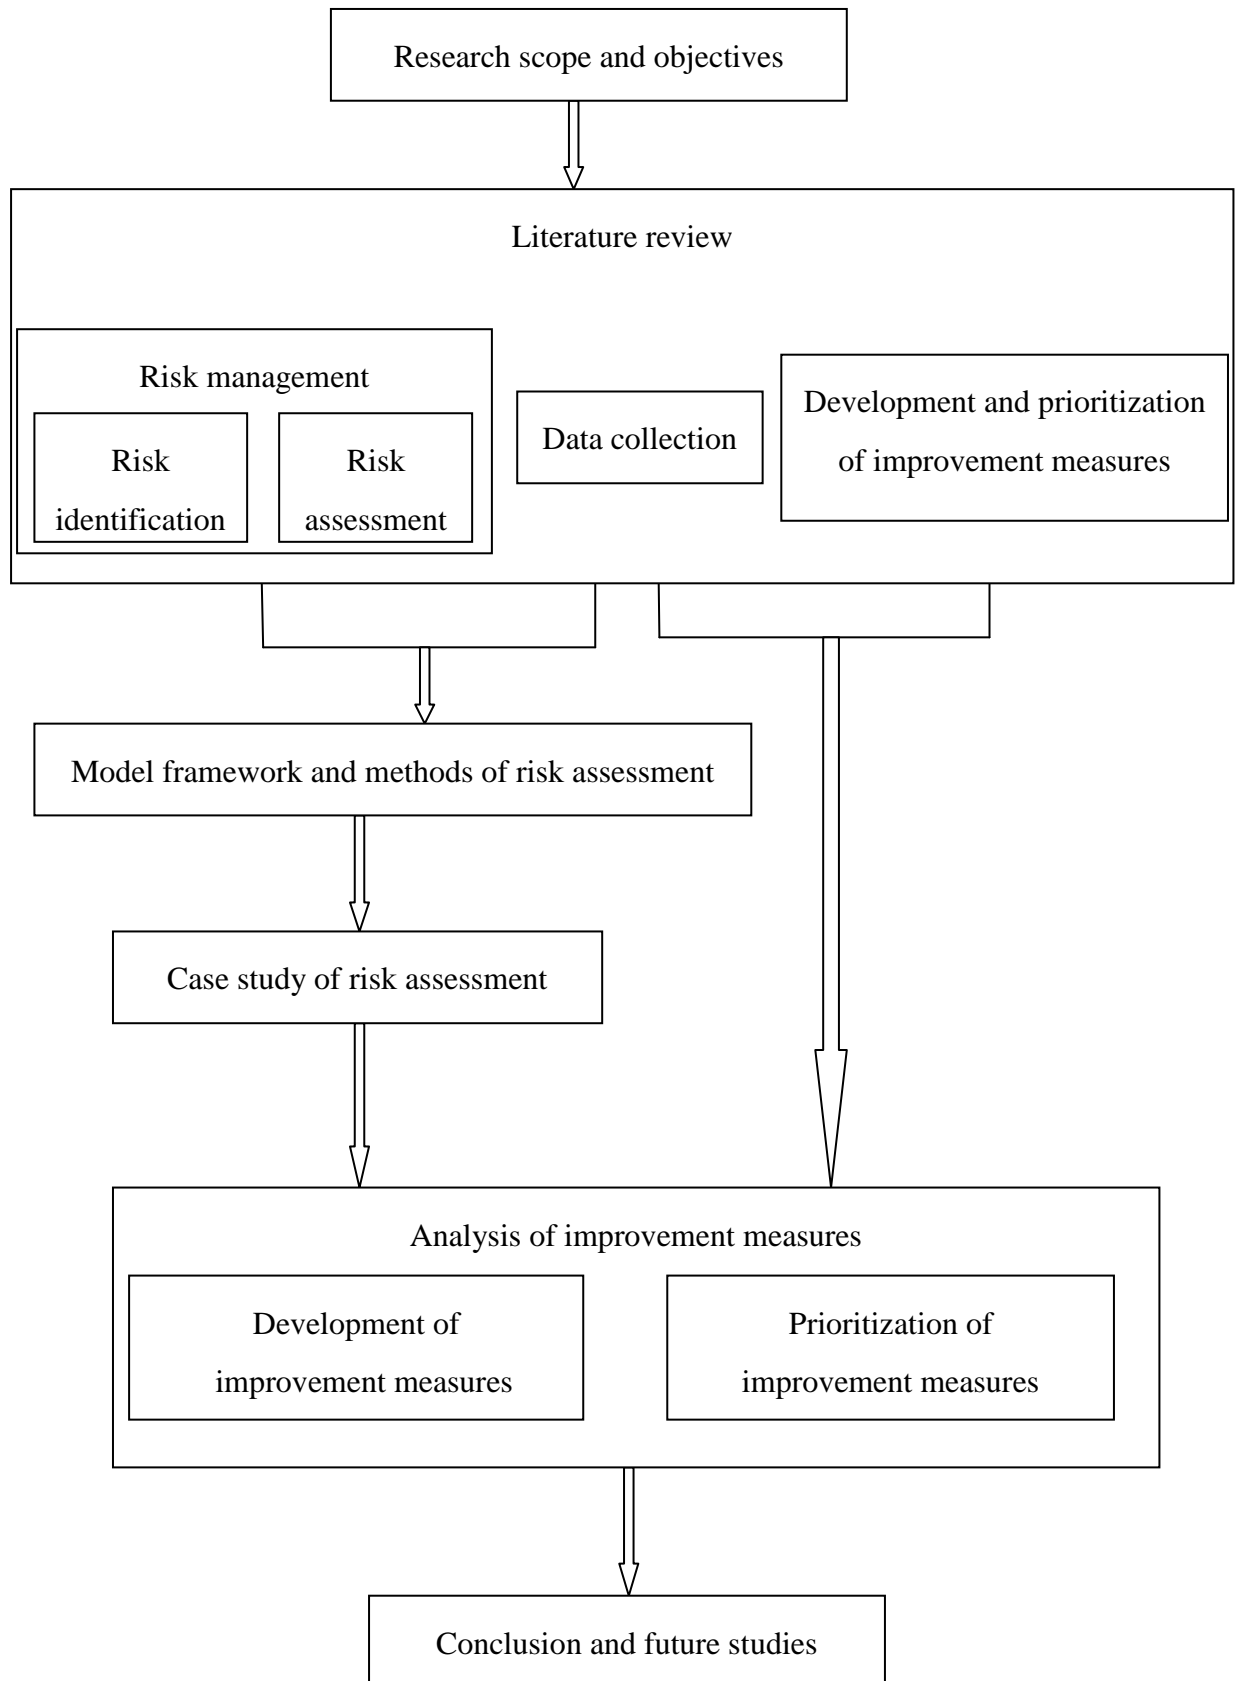 Research scope and objectives
Literature review
Risk management
Risk
identification
Risk
assessment
Data collection
Development and prioritization
of improvement measures
Model framework and methods of risk assessment
Case study of risk assessment
Analysis of improvement measures
Development of
improvement measures
Prioritization of
improvement measures
Conclusion and future studies